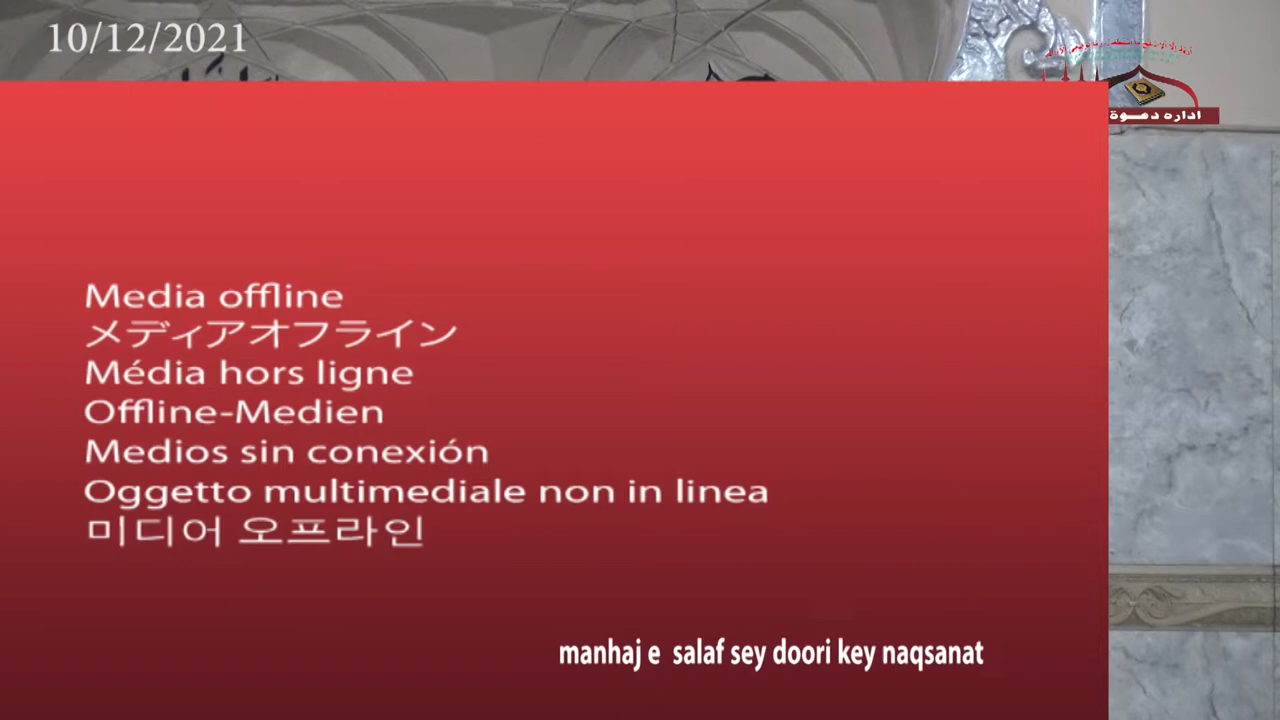 10/12/2021
اداره دعوة
Media offline
メディアオフライン
Média hors ligne
Offline-Medien
Medios sin conexión
Oggetto multimediale non in linea
미디어 오프라인
manhaj e salaf sey doori key naqsanat